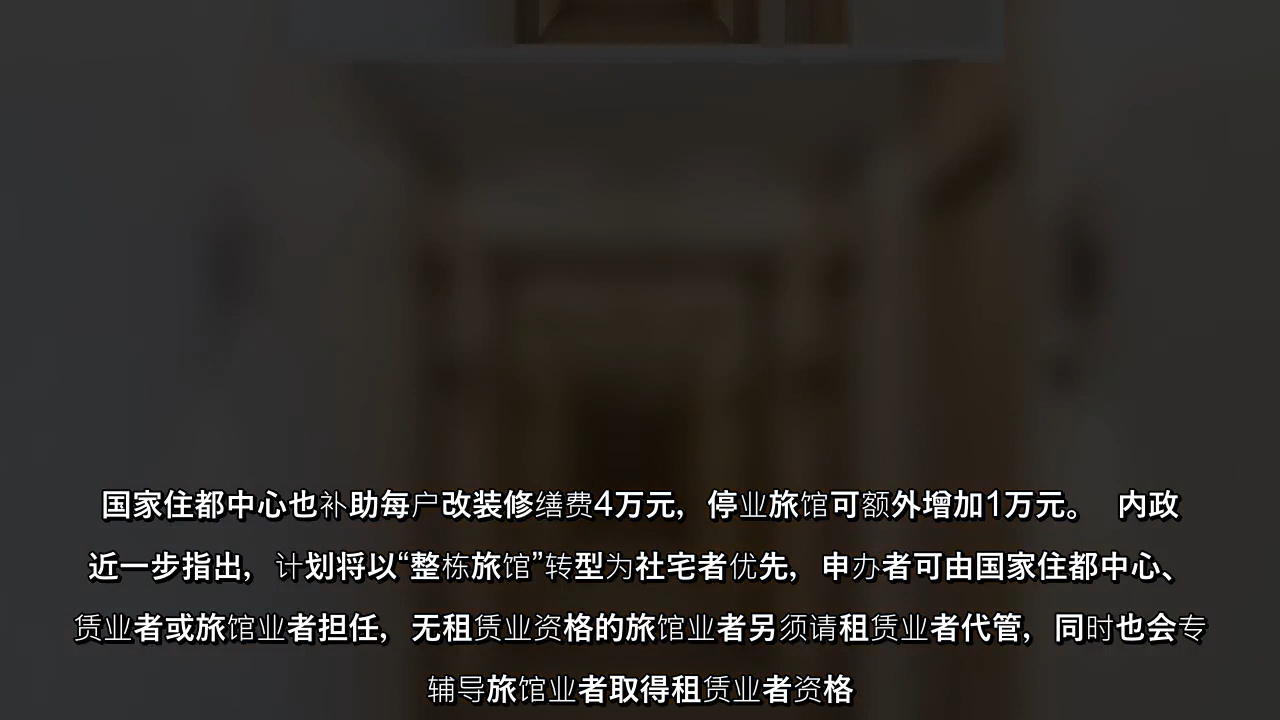 国家住都中心也补助每户改装修缮费4万元，停业旅馆可额外增加1万元。 内政
近一步指出，计划将以“整栋旅馆”转型为社宅者优先，申办者可由国家住都中心、
赁业者或旅馆业者担任，无租赁业资格的旅馆业者另须请租赁业者代管，同时也会专
辅导旅馆业者取得租赁业者资格